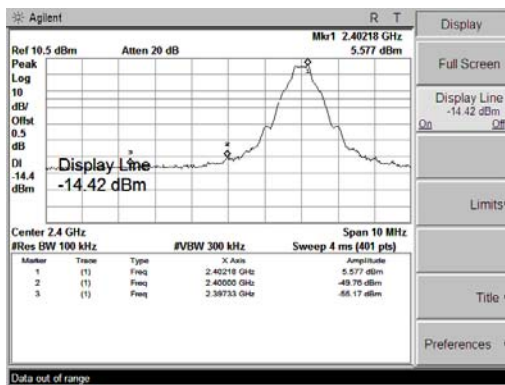 Agilent R T
Mkr1 2.40218 GHz
Ref 10.5 dBm Atten 20 dB 5.577 dBm
Peak
Log
10
dB/
Offst
0.5
dB
DI
-14.4
dBm
Display Line
-14.42 dBm
Center 2.4 GHz Span 10 MHz
#Res BW 100 kHz #VBW 300 kHz Sweep 4 ms (401 pts)
Marker Trace Type X Axis Amplitude
1 (1) Freq 2.40218 GHz 5.577 dBm
2 (1) Freq 2.40000 GHz -49.76 dBm
3 (1) Freq 2.39733 GHz -55.17 dBm
Data out of range
Display
Full Screen
Display Line
-14.42 dBm
On Off
Limits
Title
Preferences